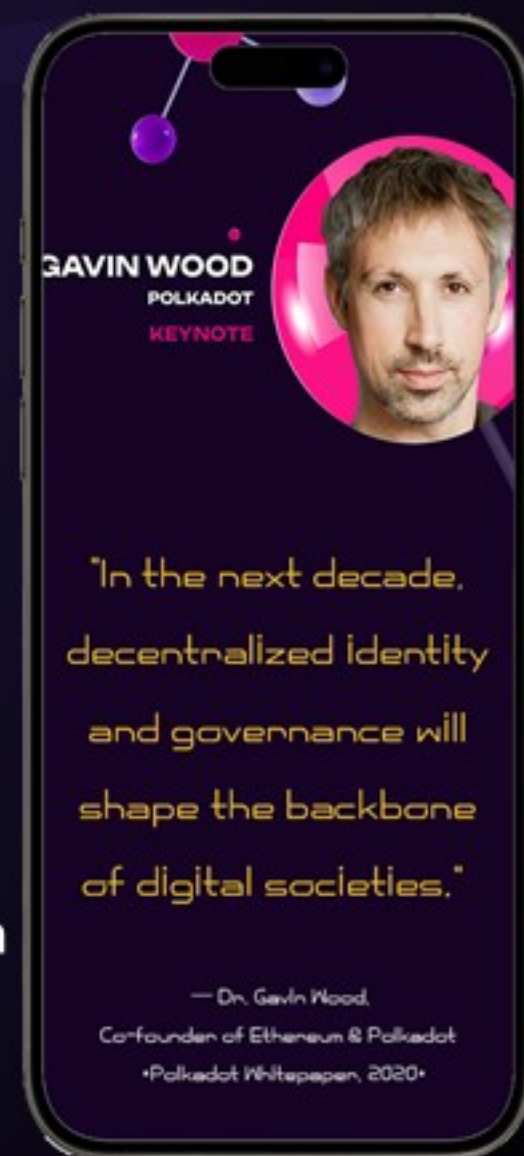 GAVIN WOOD
POLKADOT
KEYNOTE
"In the next decade,
decentralized identity
and governance will
shape the backbone
of digital societies."
— Dr. Gavin Wood,
Co-founder of Ethereum & Polkadot
•Polkadot Whitepaper, 2020•